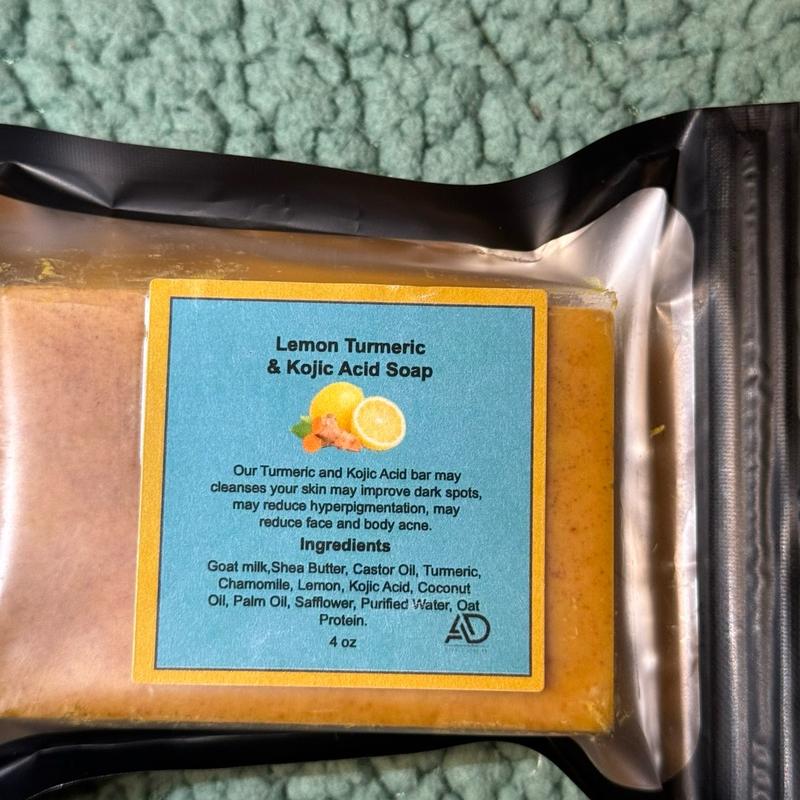 Lemon Turmeric
& Kojic Acid Soap
Our Turmeric and Kojic Acid bar may
cleanses your skin may improve dark spots,
may reduce hyperpigmentation, may
reduce face and body acne.
Ingredients
Goat milk,Shea Butter, Castor Oil, Turmeric,
Chamomile, Lemon, Kojic Acid, Coconut
Oil, Palm Oil, Safflower, Purified Water, Oat
Protein.
4 oz
AD